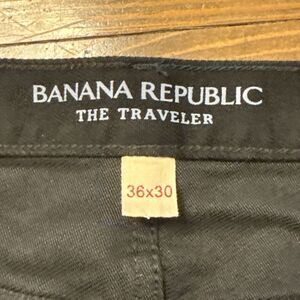 BANANA REPUBLIC
THE TRAVELER
36x30